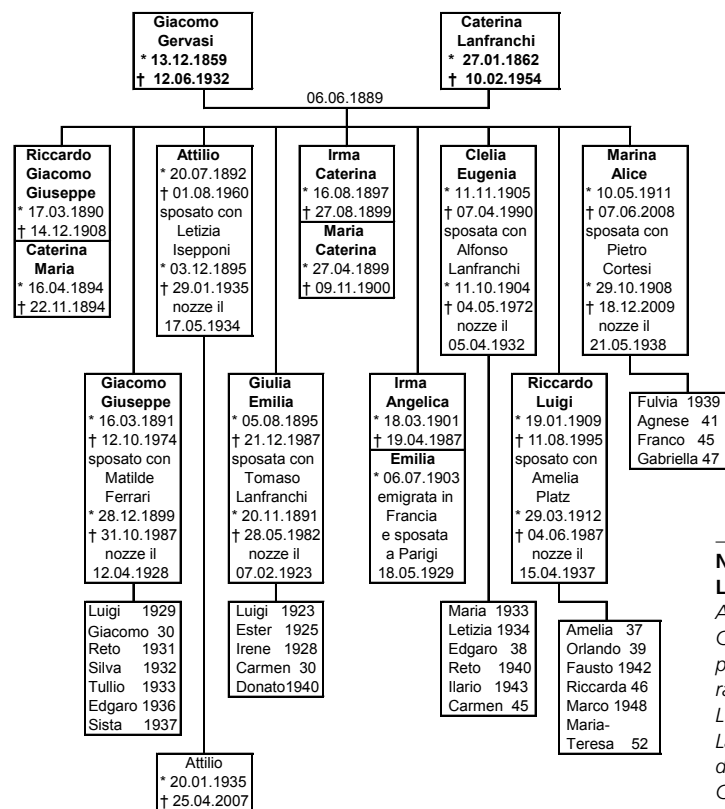 Giacomo
Gervasi
* 13.12.1859
† 12.06.1932
Caterina
Lanfranchi
* 27.01.1862
† 10.02.1954
06.06.1889
Riccardo
Giacomo
Giuseppe
* 17.03.1890
† 14.12.1908
Caterina
Maria
* 16.04.1894
† 22.11.1894
Attilio
* 20.07.1892
† 01.08.1960
sposato con
Letizia
Isepponi
* 03.12.1895
† 29.01.1935
nozze il
17.05.1934
Irma
Caterina
* 16.08.1897
† 27.08.1899
Maria
Caterina
* 27.04.1899
† 09.11.1900
Clelia
Eugenia
* 11.11.1905
† 07.04.1990
sposata con
Alfonso
Lanfranchi
* 11.10.1904
† 04.05.1972
nozze il
05.04.1932
Marina
Alice
* 10.05.1911
† 07.06.2008
sposata con
Pietro
Cortesi
* 29.10.1908
† 18.12.2009
nozze il
21.05.1938
Giacomo
Giuseppe
* 16.03.1891
† 12.10.1974
sposato con
Matilde
Ferrari
* 28.12.1899
† 31.10.1987
nozze il
12.04.1928
Giulia
Emilia
* 05.08.1895
† 21.12.1987
sposata con
Tomaso
Lanfranchi
* 20.11.1891
† 28.05.1982
nozze il
07.02.1923
Irma
Angelica
* 18.03.1901
† 19.04.1987
Emilia
* 06.07.1903
emigrata in
Francia
e sposata
a Parigi
18.05.1929
Riccardo
Luigi
* 19.01.1909
† 11.08.1995
sposato con
Amelia
Platz
* 29.03.1912
† 04.06.1987
nozze il
15.04.1937
Fulvia 1939
Agnese 41
Franco 45
Gabriella 47
Luigi 1929
Giacomo 30
Reto 1931
Silva 1932
Tullio 1933
Edgaro 1936
Sista 1937
Luigi 1923
Ester 1925
Irene 1928
Carmen 30
Donato1940
Maria 1933
Letizia 1934
Edgaro 38
Reto 1940
Ilario 1943
Carmen 45
Amelia 37
Orlando 39
Fausto 1942
Riccarda 46
Marco 1948
Maria-
Teresa 52
Attilio
* 20.01.1935
† 25.04.2007